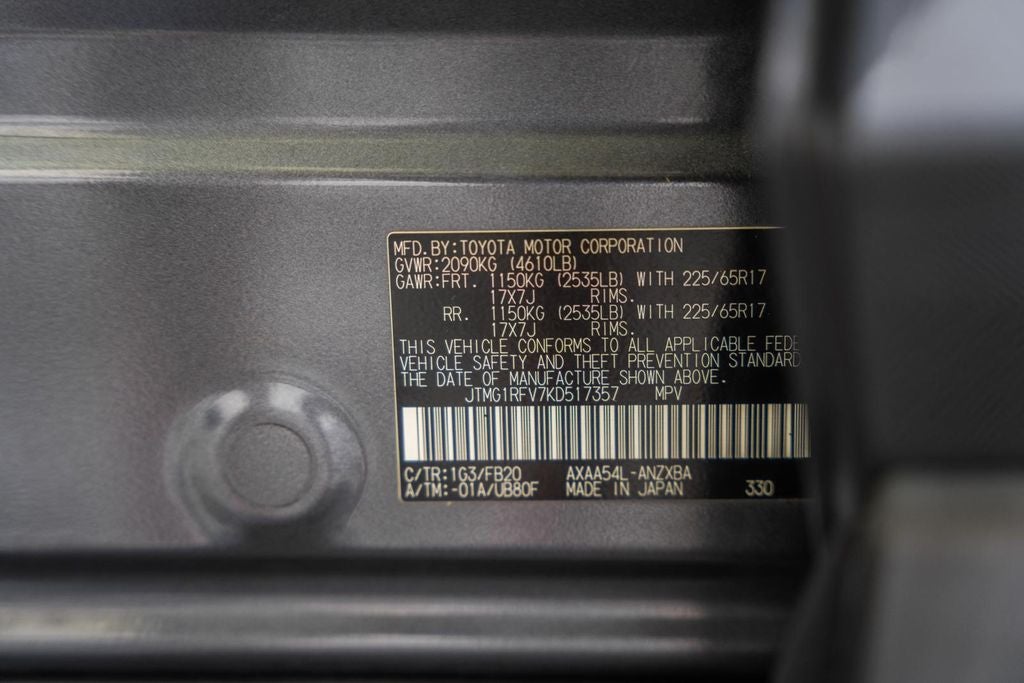 MFD.BY:TOYOTA MOTOR CORPORATION
GVWR:2090KG (4610LB)
GAWR:FRT. 1150KG (2535LB) WITH 225/65R17
17X7J RIMS.
RR. 1150KG (2535LB) WITH 225/65R17
17X7J RIMS.
THIS VEHICLE CONFORMS TO ALL APPLICABLE FEDE
VEHICLE SAFETY AND THEFT PREVENTION STANDARD
THE DATE OF MANUFACTURE SHOWN ABOVE.
JTMG1RFV7KD517357 MPV
C/TR:1G3/FB20 AXAA54L-ANZXBA
A/TM:-01A/UB80F MADE IN JAPAN 330